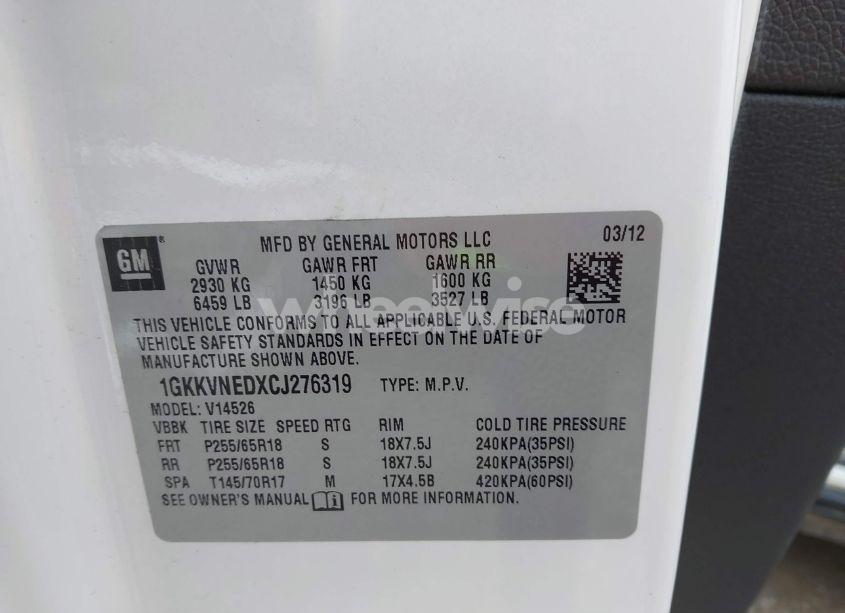 GM ®
MFD BY GENERAL MOTORS LLC 03/12
GVWR GAWR FRT GAWR RR
2930 KG 1450 KG 1600 KG
6459 LB 3196 LB 3527 LB
wheelwise
THIS VEHICLE CONFORMS TO ALL APPLICABLE U.S. FEDERAL MOTOR
VEHICLE SAFETY STANDARDS IN EFFECT ON THE DATE OF
MANUFACTURE SHOWN ABOVE.
1GKKVNEDXCJ276319 TYPE: M.P.V.
MODEL: V14526
VBBK TIRE SIZE SPEED RTG RIM COLD TIRE PRESSURE
FRT P255/65R18 S 18X7.5J 240KPA(35PSI)
RR P255/65R18 S 18X7.5J 240KPA(35PSI)
SPA T145/70R17 M 17X4.5B 420KPA(60PSI)
SEE OWNER'S MANUAL FOR MORE INFORMATION.